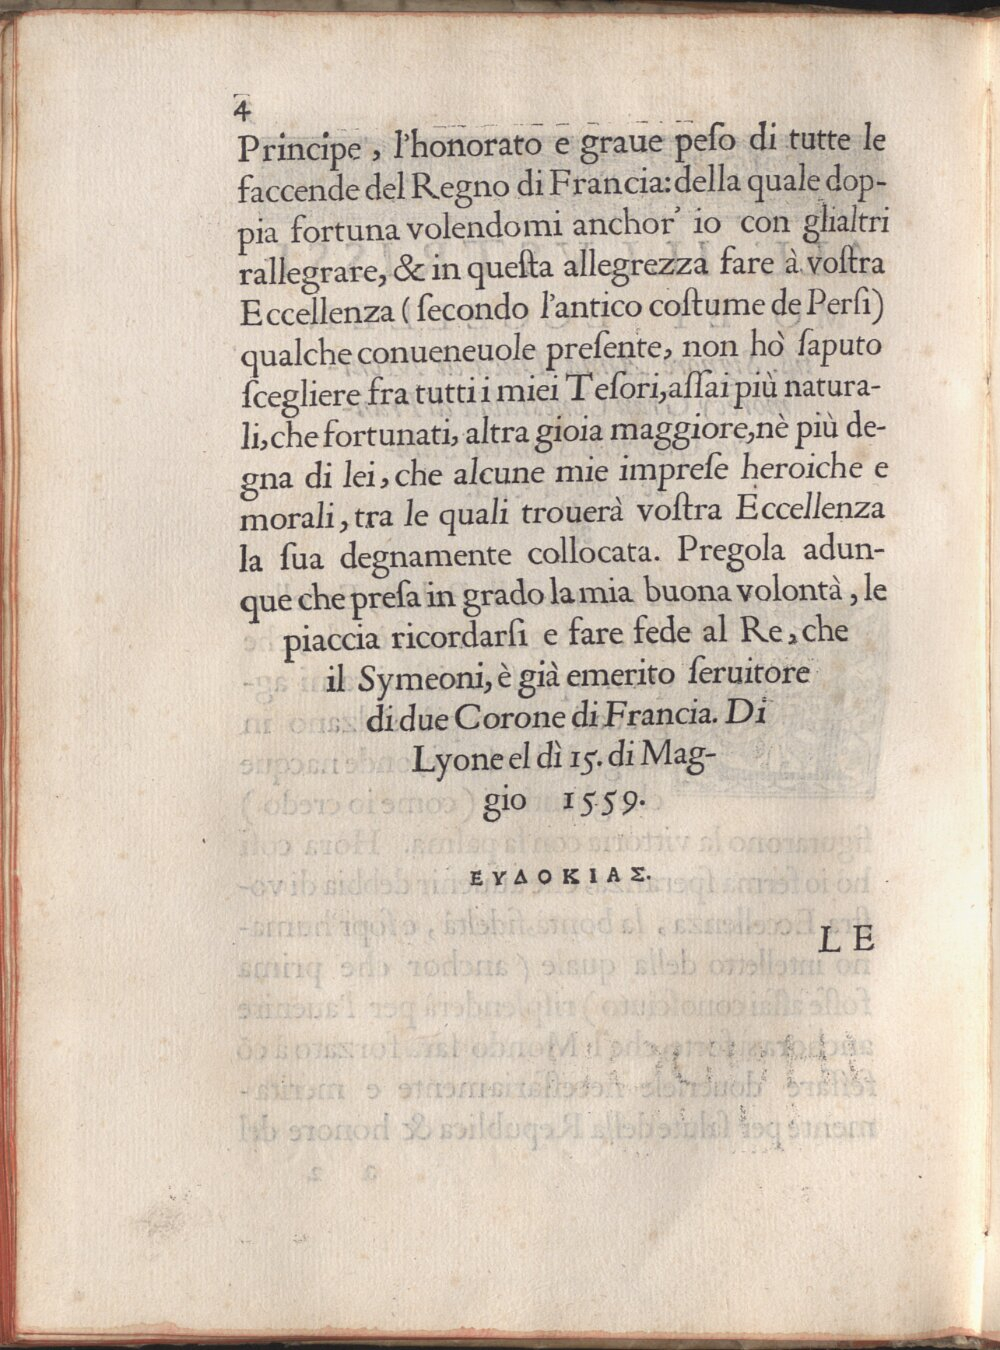 4
Principe, l'honorato e graue peſo di tutte le
faccende del Regno di Francia: della quale dop-
pia fortuna volendomi anchor' io con glialtri
rallegrare, & in queſta allegrezza fare à voſtra
Eccellenza (ſecondo l'antico coſtume de Perſi)
qualche conueneuole preſente, non hò ſaputo
ſcegliere fra tutti i miei Teſori, aſſai più natura-
li, che fortunati, altra gioia maggiore, nè più de-
gna di lei, che alcune mie impreſe heroiche e
morali, tra le quali trouerà voſtra Eccellenza
la ſua degnamente collocata. Pregola adun-
que che preſa in grado la mia buona volontà, le
piaccia ricordarſi e fare fede al Re, che
il Symeoni, è già emerito ſeruitore
di due Corone di Francia. Di
Lyone el dì 15. di Mag-
gio 1559.
ΕΥΔΟΚΙΑΣ.
LE